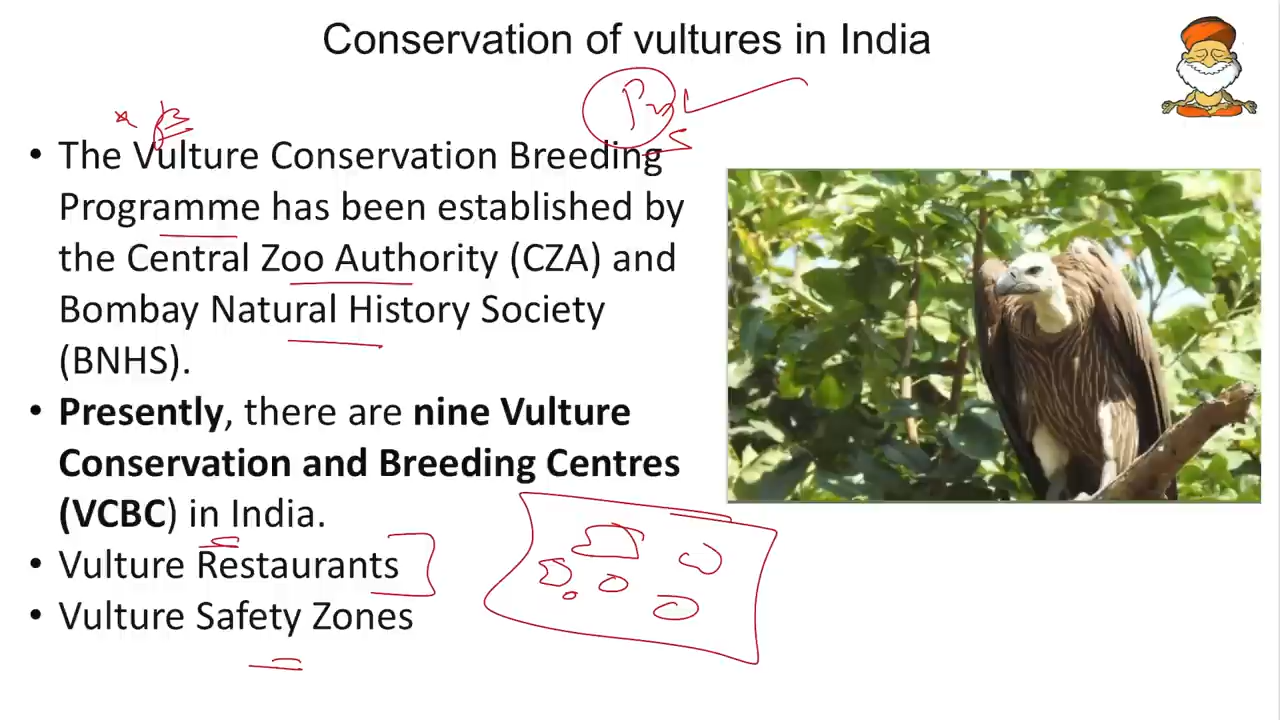 Conservation of vultures in India
• The Vulture Conservation Breeding
Programme has been established by
the Central Zoo Authority (CZA) and
Bombay Natural History Society
(BNHS).
• Presently, there are nine Vulture
Conservation and Breeding Centres
(VCBC) in India.
• Vulture Restaurants
• Vulture Safety Zones